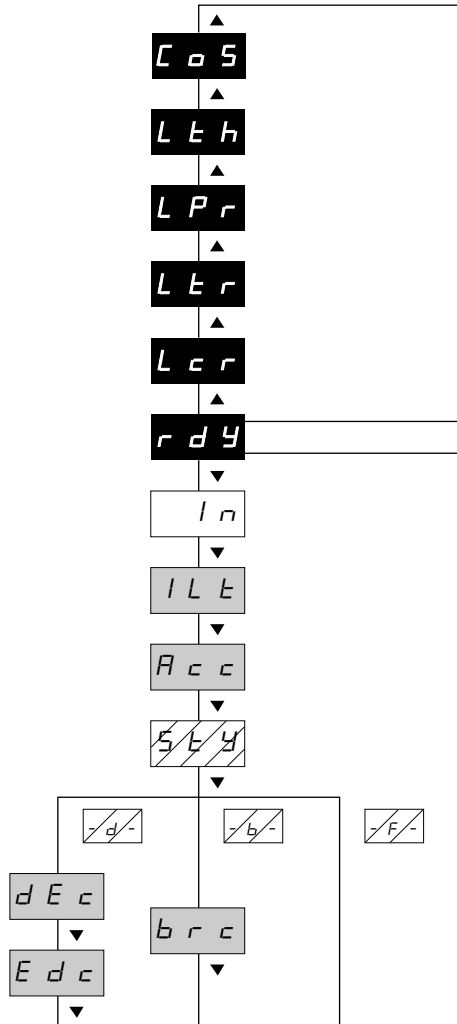 CoS
Lth
LPr
Ltr
Lcr
rdY
In
ILt
Acc
StY
-d- -b- -F-
dEc brc
Edc